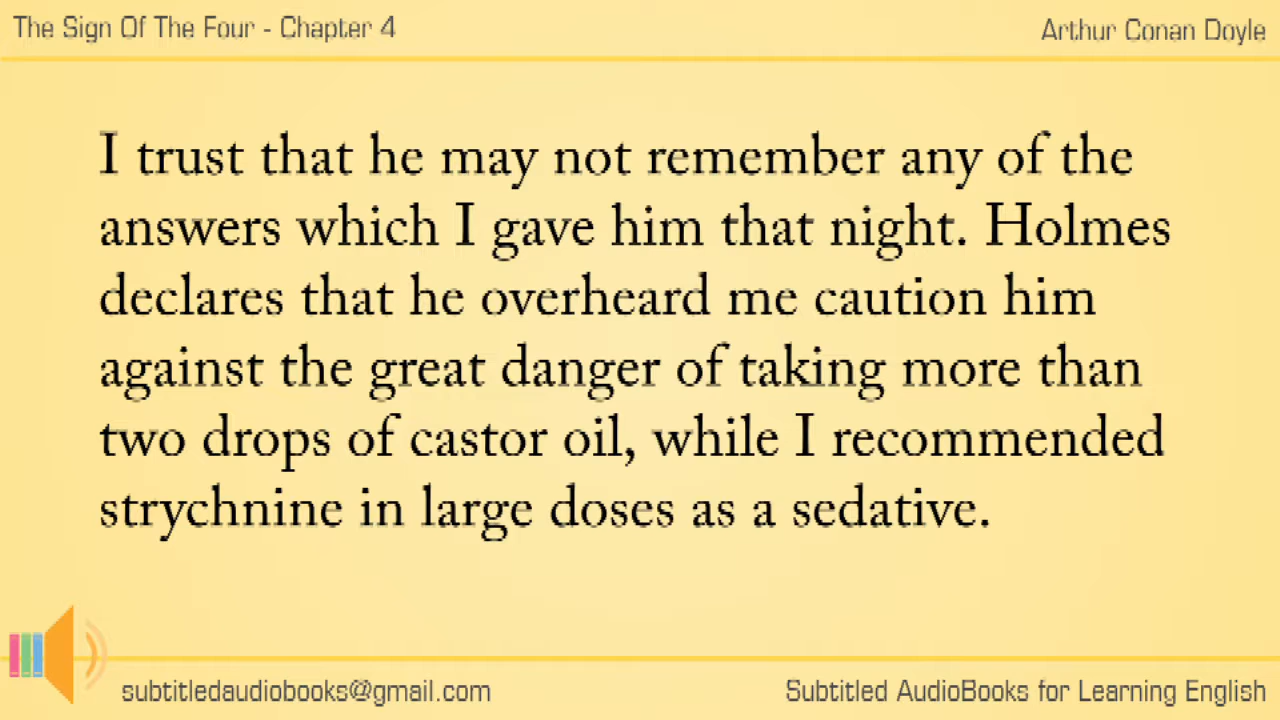 The Sign Of The Four - Chapter 4
Arthur Conan Doyle
I trust that he may not remember any of the
answers which I gave him that night. Holmes
declares that he overheard me caution him
against the great danger of taking more than
two drops of castor oil, while I recommended
strychnine in large doses as a sedative.
subtitledaudiobooks@gmail.com
Subtitled AudioBooks for Learning English